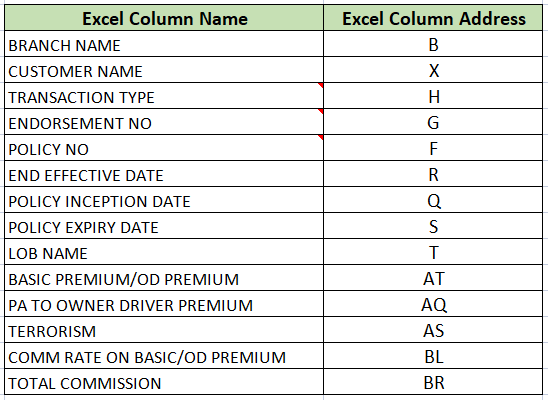 Excel Column Name Excel Column Address
BRANCH NAME B
CUSTOMER NAME X
TRANSACTION TYPE H
ENDORSEMENT NO G
POLICY NO F
END EFFECTIVE DATE R
POLICY INCEPTION DATE Q
POLICY EXPIRY DATE S
LOB NAME T
BASIC PREMIUM/OD PREMIUM AT
PA TO OWNER DRIVER PREMIUM AQ
TERRORISM AS
COMM RATE ON BASIC/OD PREMIUM BL
TOTAL COMMISSION BR